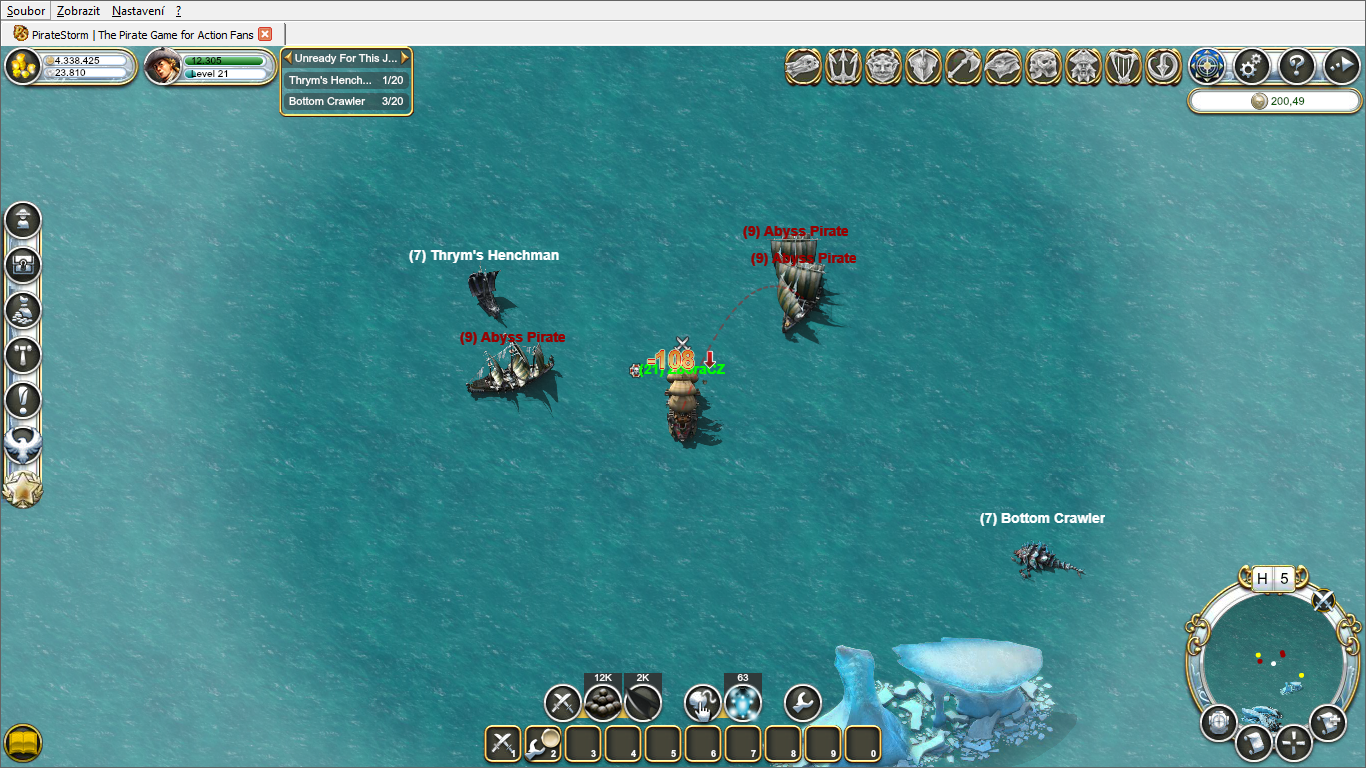 Soubor Zobrazit Nastavení ?
PirateStorm | The Pirate Game for Action Fans
4.338.425
23.810
12.305
Level 21
Unready For This J...
Thrym's Hench... 1/20
Bottom Crawler 3/20
200,49
(9) Abyss Pirate
(9) Abyss Pirate
(7) Thrym's Henchman
(9) Abyss Pirate
-108
(21)
(7) Bottom Crawler
H 5
12K 2K 63
1 2 3 4 5 6 7 8 9 0